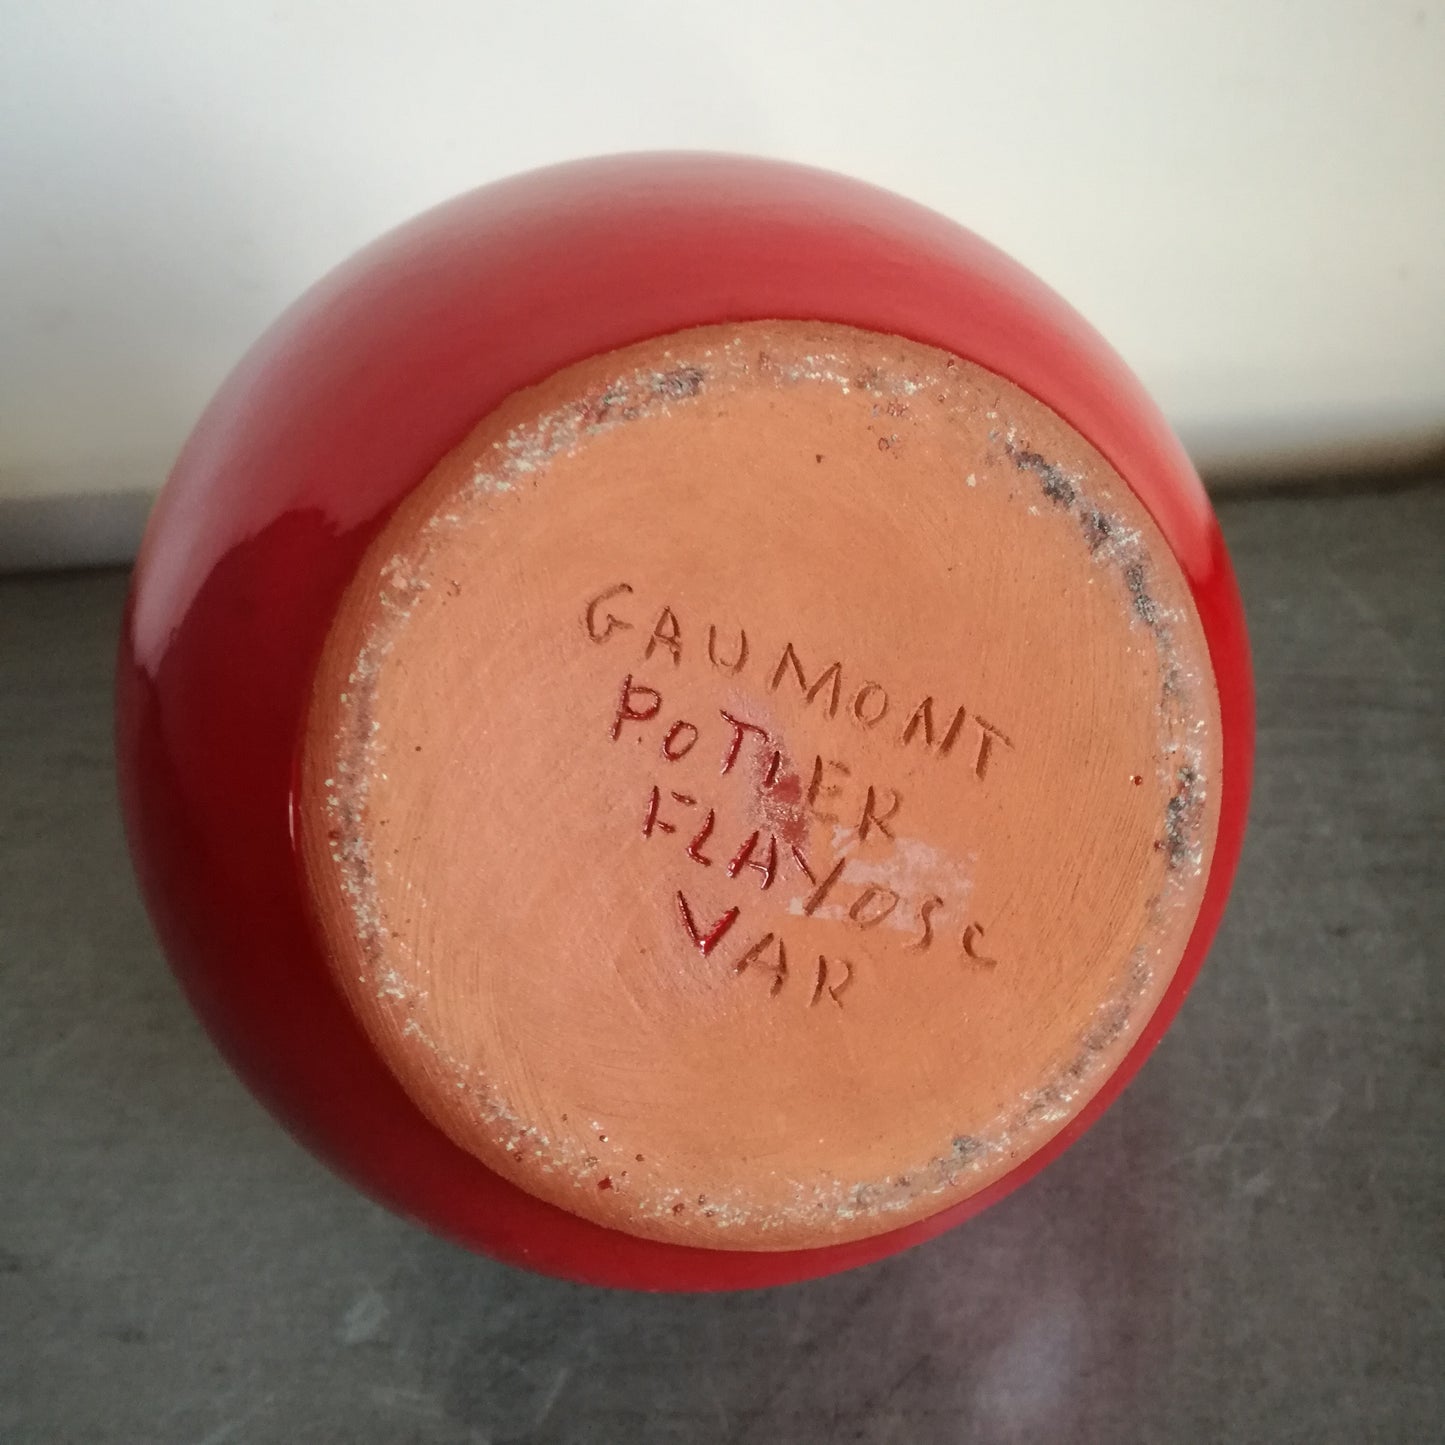 GAUMONT
POTIER
FLAYOSC
VAR